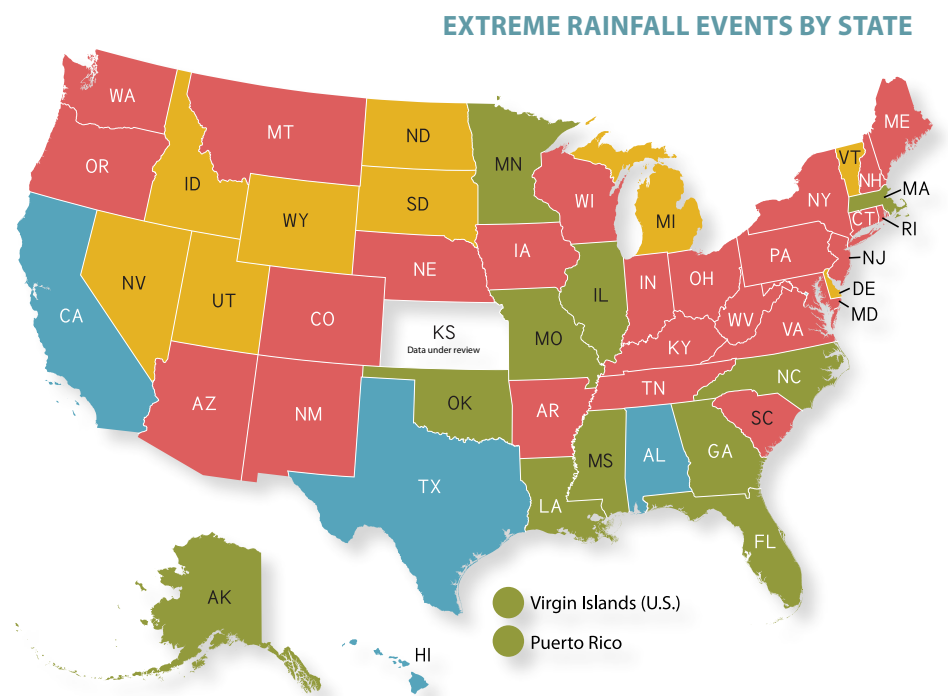 EXTREME RAINFALL EVENTS BY STATE
WA
MT
ND
MN
ME
OR
ID
WY
SD
WI
MI
VT
NH
NY
MA
CT
RI
NV
UT
NE
IA
PA
NJ
CA
CO
KS
Data under review
IL
IN
OH
DE
MD
MO
WV
VA
KY
AZ
NM
OK
AR
TN
NC
SC
TX
LA
MS
AL
GA
FL
AK
HI
Virgin Islands (U.S.)
Puerto Rico